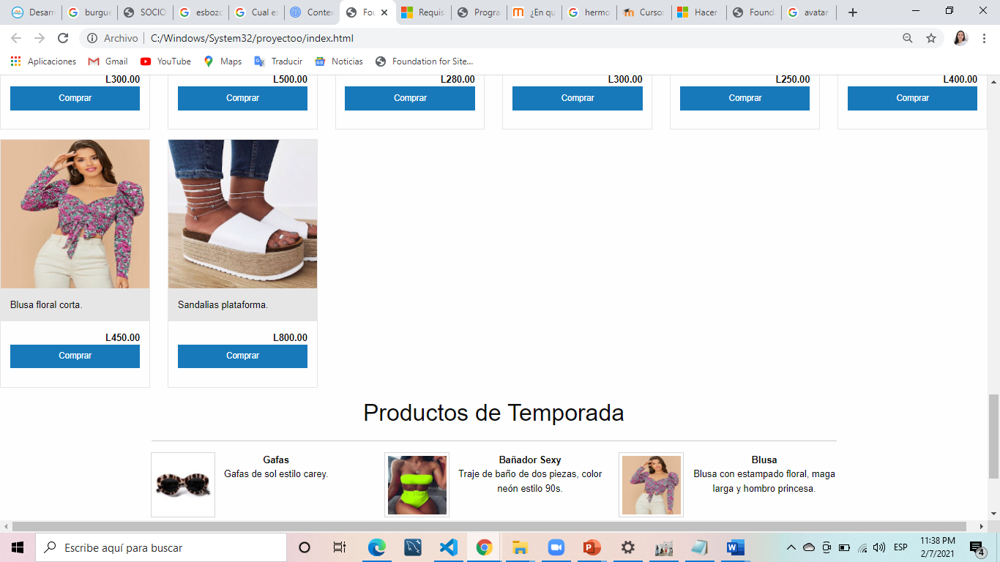 Desarr
burgue
SOCIO
esboz
Cual e
Contex
Fou
Requis
Progra
¿En qu
hermo
Curso:
Hacer
Found
avatar
Archivo
C:/Windows/System32/proyectoo/index.html
Aplicaciones
Gmail
YouTube
Maps
Traducir
Noticias
Foundation for Site...
L300.00
L500.00
L280.00
L300.00
L250.00
L400.00
Comprar
Comprar
Comprar
Comprar
Comprar
Comprar
Blusa floral corta.
Sandalias plataforma.
L450.00
L800.00
Comprar
Comprar
Productos de Temporada
Gafas
Gafas de sol estilo carey.
Bañador Sexy
Traje de baño de dos piezas, color
neón estilo 90s.
Blusa
Blusa con estampado floral, maga
larga y hombro princesa.
Escribe aquí para buscar
ESP
11:38 PM
2/7/2021
4